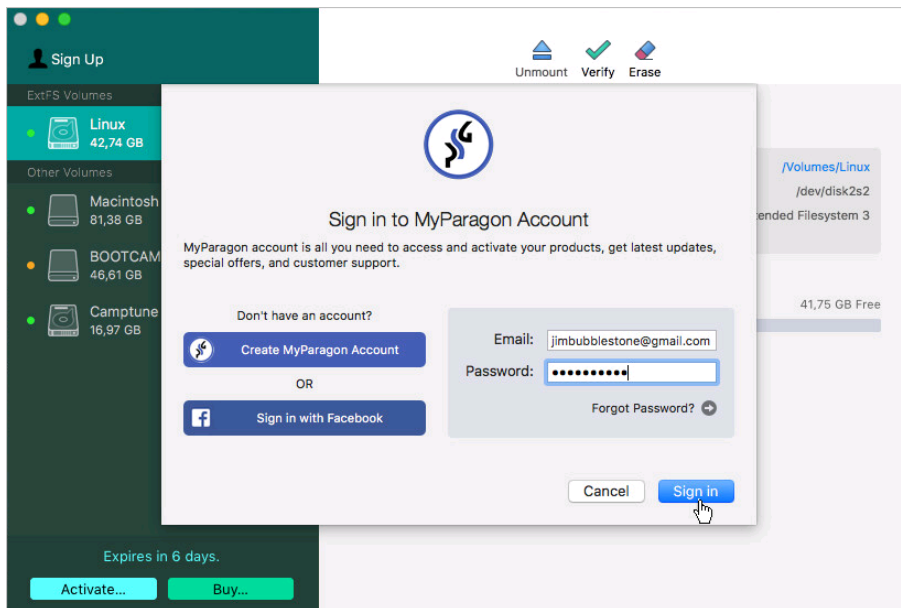 Sign Up
Unmount Verify Erase
ExtFS Volumes
Linux
42,74 GB
Other Volumes
Macintosh
81,38 GB
BOOTCAM
46,61 GB
Camptune
16,97 GB
/Volumes/Linux
/dev/disk2s2
ended Filesystem 3
41,75 GB Free
Sign in to MyParagon Account
MyParagon account is all you need to access and activate your products, get latest updates,
special offers, and customer support.
Don't have an account?
Create MyParagon Account
OR
Sign in with Facebook
Email: jimbubblestone@gmail.com
Password: ••••••••••
Forgot Password?
Cancel Sign in
Expires in 6 days.
Activate... Buy...